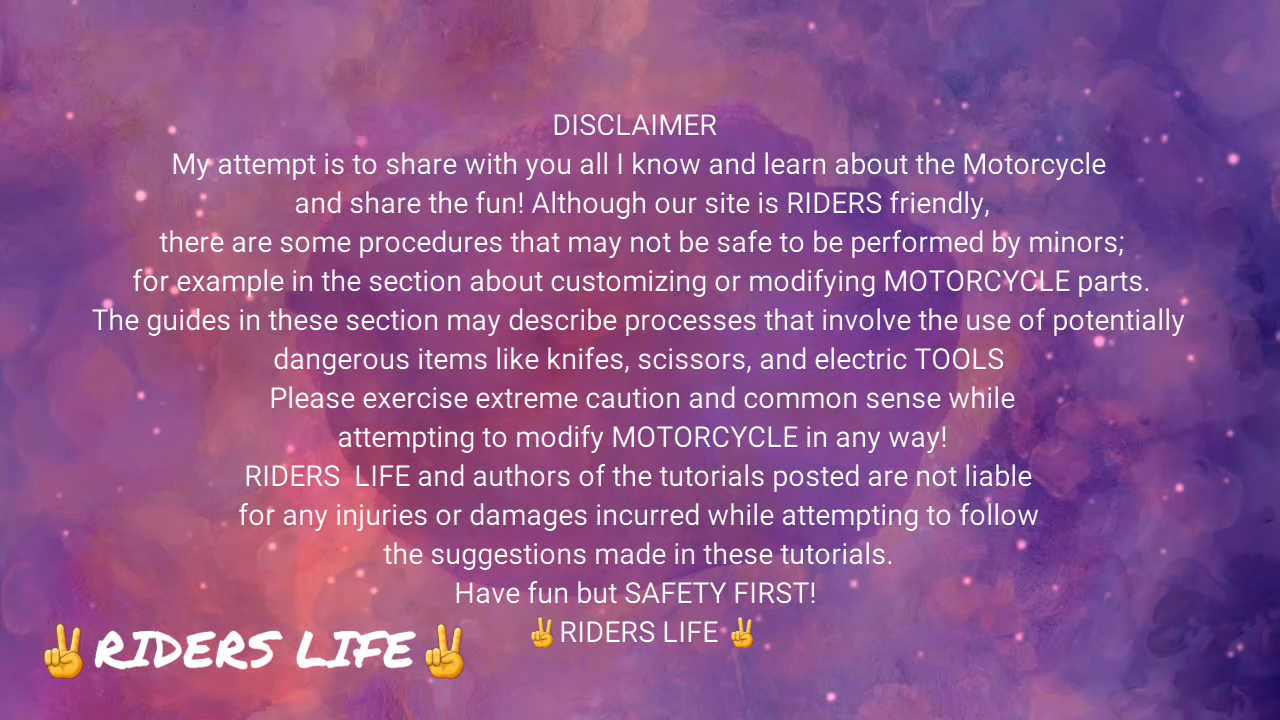 DISCLAIMER
My attempt is to share with you all I know and learn about the Motorcycle
and share the fun! Although our site is RIDERS friendly,
there are some procedures that may not be safe to be performed by minors;
for example in the section about customizing or modifying MOTORCYCLE parts.
The guides in these section may describe processes that involve the use of potentially
dangerous items like knifes, scissors, and electric TOOLS
Please exercise extreme caution and common sense while
attempting to modify MOTORCYCLE in any way!
RIDERS  LIFE and authors of the tutorials posted are not liable
for any injuries or damages incurred while attempting to follow
the suggestions made in these tutorials.
Have fun but SAFETY FIRST!
✌RIDERS LIFE ✌
✌RIDERS LIFE✌